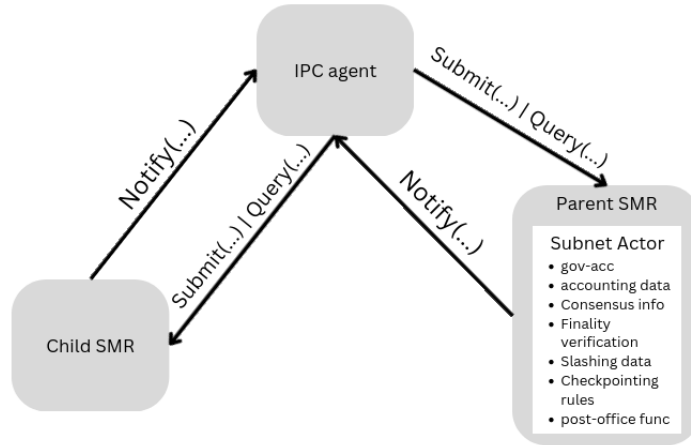 IPC agent
Notify(...)
Submit(...) | Query(...)
Submit(...) | Query(...)
Notify(...)
Child SMR
Parent SMR
Subnet Actor
• gov-acc
• accounting data
• Consensus info
• Finality
verification
• Slashing data
• Checkpointing
rules
• post-office func